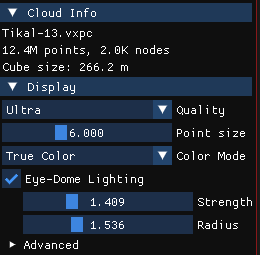 Cloud Info
Tikal-13.vxpc
12.4M points, 2.0K nodes
Cube size: 266.2 m
Display
Ultra Quality
6.000 Point size
True Color Color Mode
Eye-Dome Lighting
1.409 Strength
1.536 Radius
Advanced